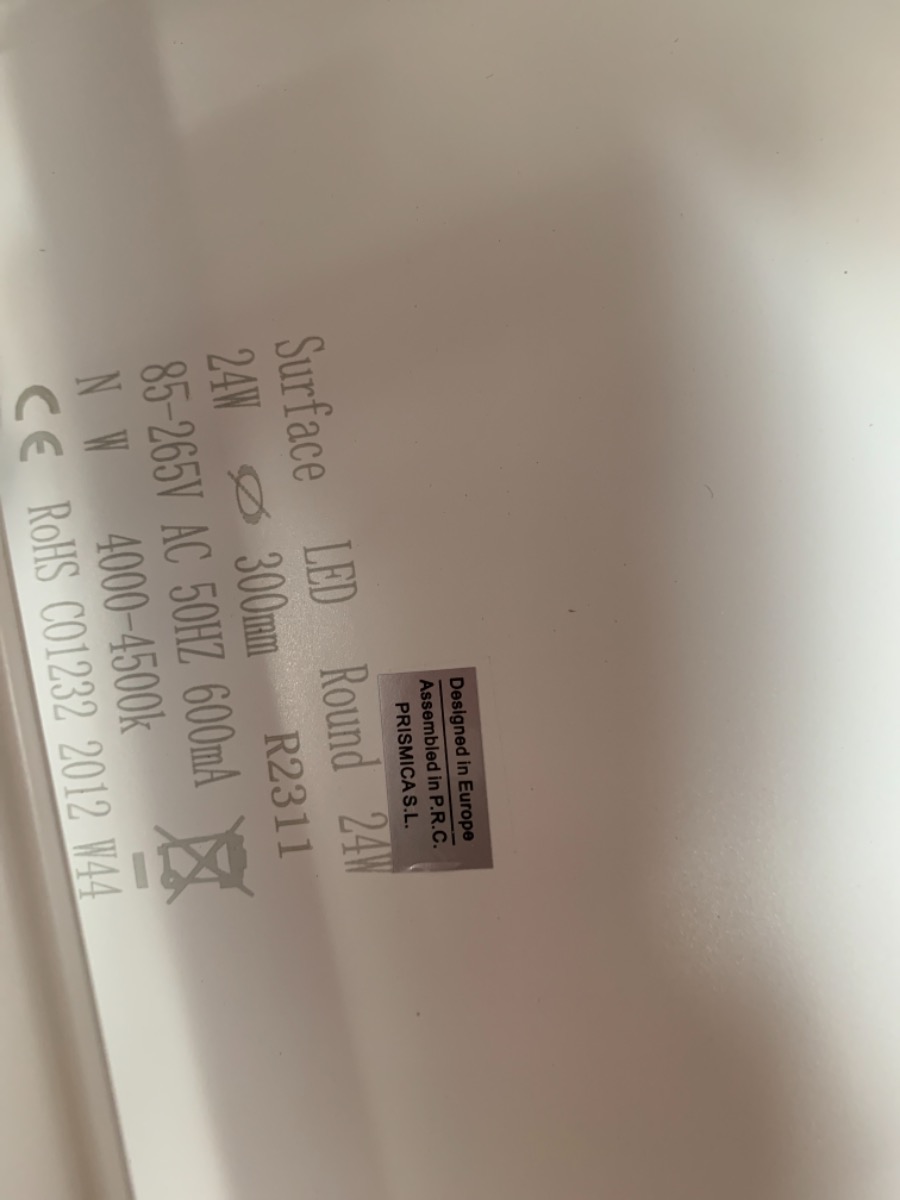 Designed in Europe
Assembled in P.R.C.
PRISMICA S.L.
Surface LED Round 24W
24W Ø 300mm R2311
85-265V AC 50HZ 600mA
N W 4000-4500k
CE RoHS C01232 2012 W44